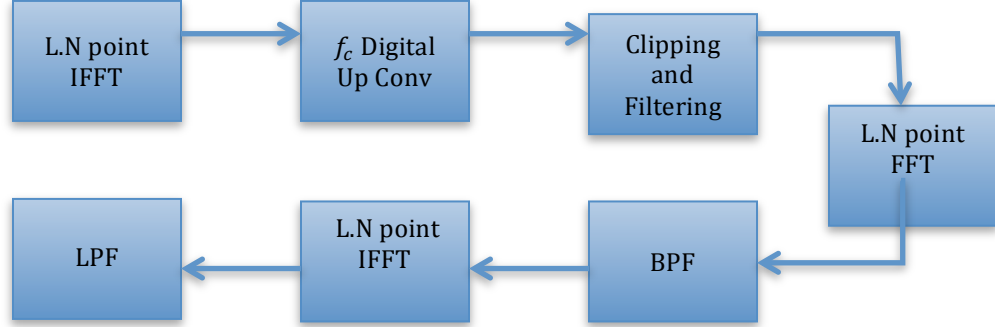 L.N point
IFFT
𝑓𝑐 Digital
Up Conv
Clipping
and
Filtering
L.N point
FFT
BPF
L.N point
IFFT
LPF